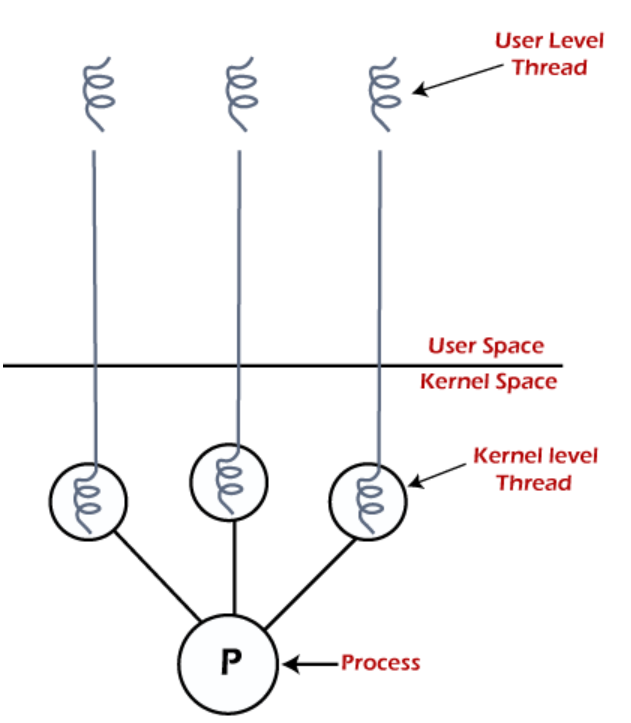 User Level
Thread
User Space
Kernel Space
Kernel level
Thread
P
Process